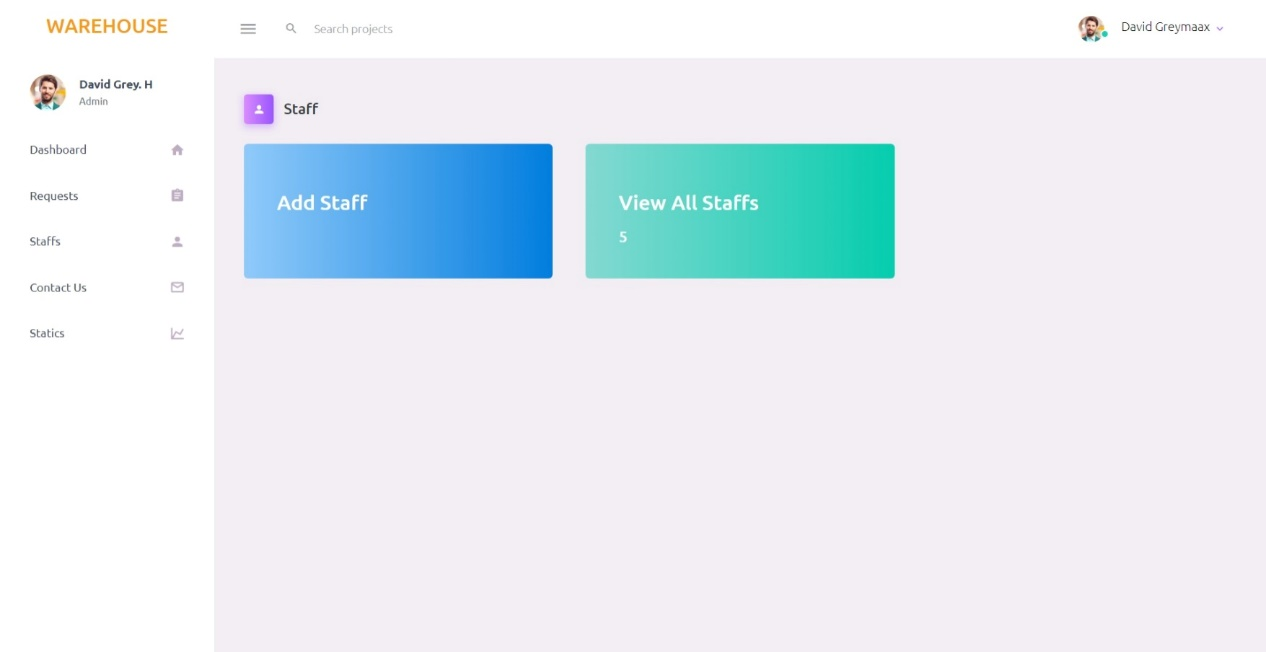 WAREHOUSE
Search projects
David Greymaax
David Grey. H
Admin
Dashboard
Requests
Staffs
Contact Us
Statics
Staff
Add Staff
View All Staffs
5